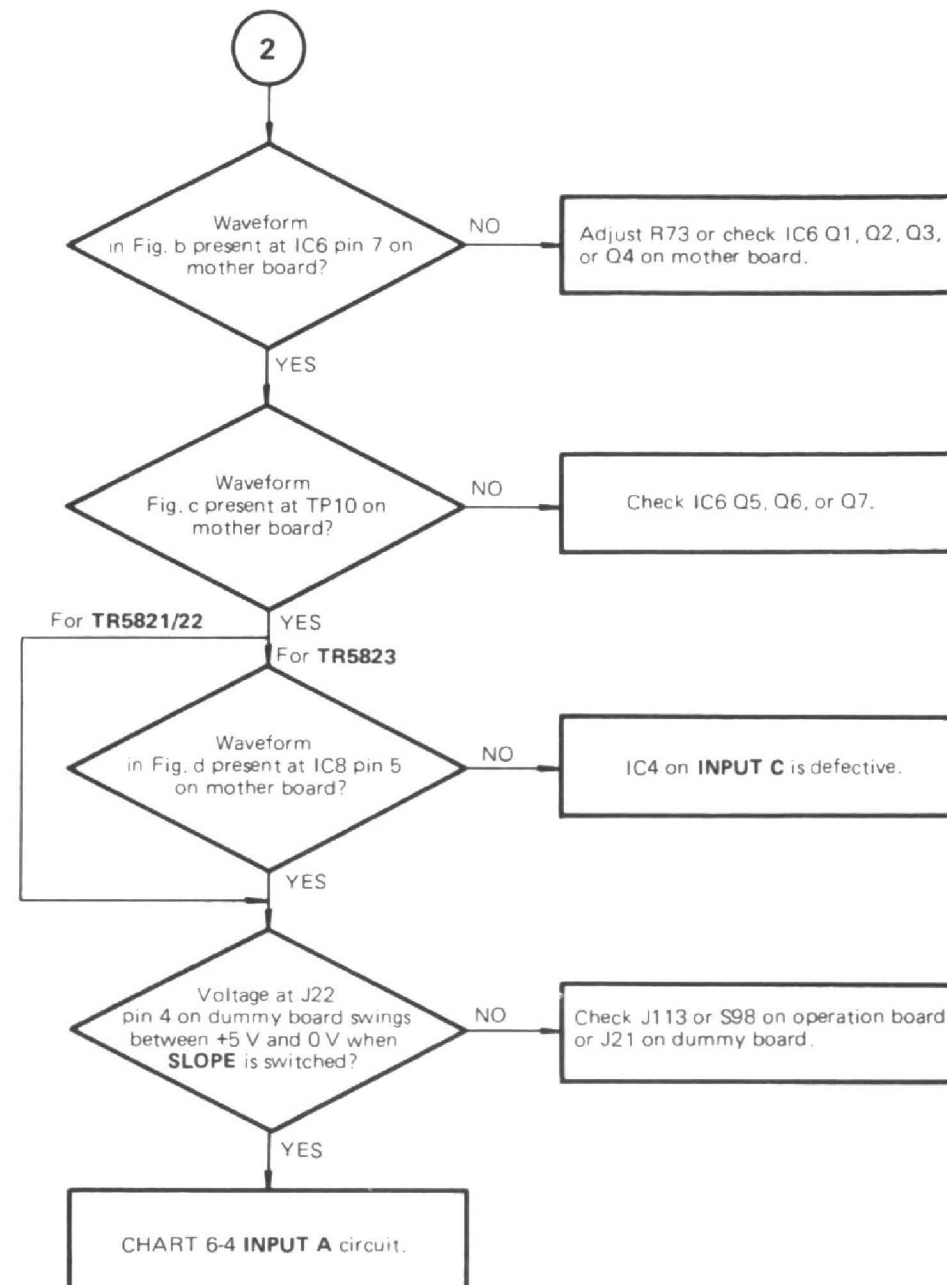 2
Waveform
in Fig. b present at IC6 pin 7 on
mother board?
NO
Adjust R73 or check IC6 Q1, Q2, Q3,
or Q4 on mother board.
YES
Waveform
Fig. c present at TP10 on
mother board?
NO
Check IC6 Q5, Q6, or Q7.
For TR5821/22
YES
For TR5823
Waveform
in Fig. d present at IC8 pin 5
on mother board?
NO
IC4 on INPUT C is defective.
YES
Voltage at J22
pin 4 on dummy board swings
between +5 V and 0 V when
SLOPE is switched?
NO
Check J113 or S98 on operation board
or J21 on dummy board.
YES
CHART 6-4 INPUT A circuit.